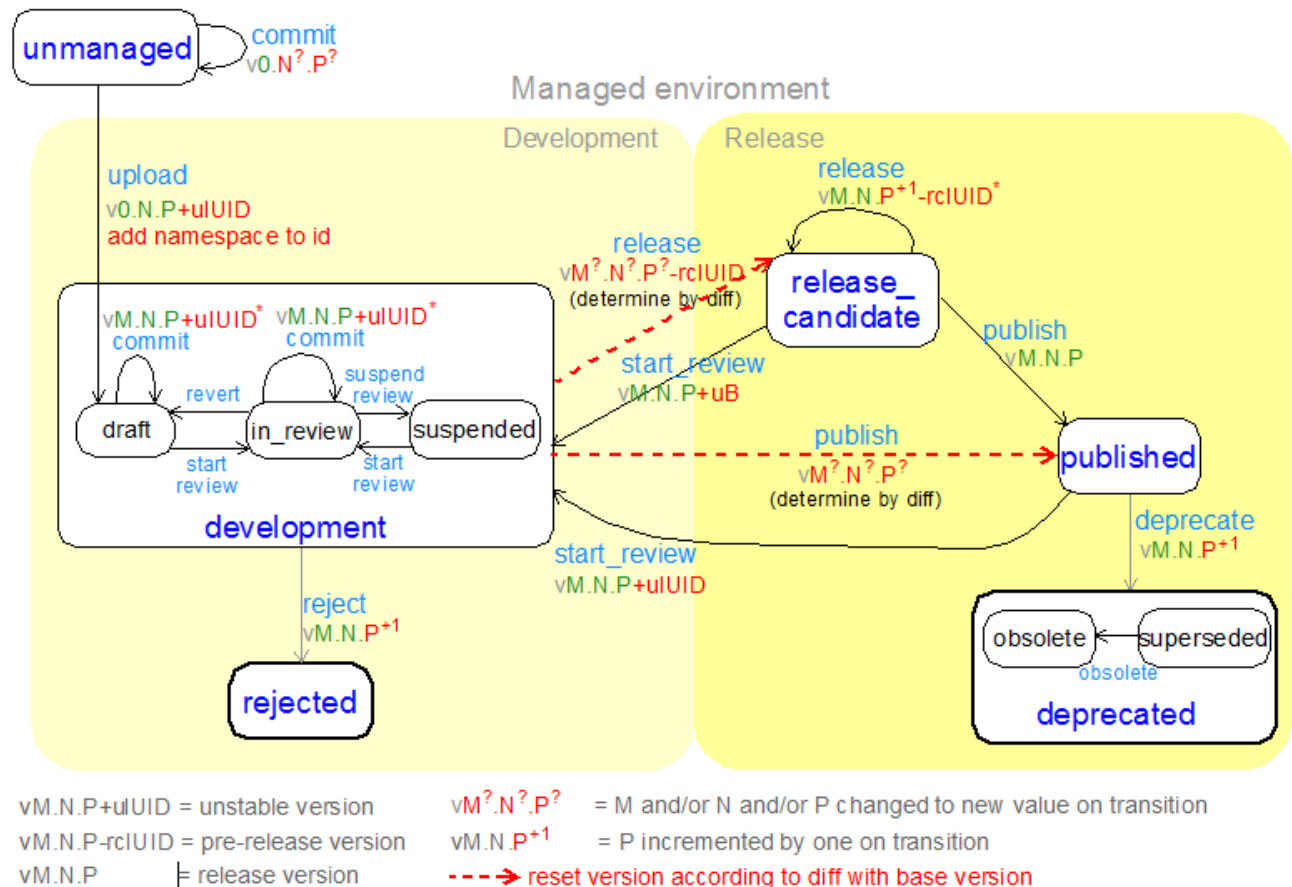 unmanaged
commit
v0.N?.P?
Managed environment
Development
Release
upload
v0.N.P+uIUID
add namespace to id
release
vM.N.P+1-rcIUID*
release
vM?.N?.P?-rcIUID
(determine by diff)
release_
candidate
vM.N.P+uIUID*
commit
vM.N.P+uIUID*
commit
start_review
vM.N.P+uB
publish
vM.N.P
revert
suspend
review
draft
in_review
suspended
start
review
start
review
publish
vM?.N?.P?
(determine by diff)
published
development
start_review
vM.N.P+uIUID
deprecate
vM.N.P+1
reject
vM.N.P+1
obsolete
superseded
obsolete
rejected
deprecated
vM.N.P+uIUID = unstable version
vM?.N?.P? = M and/or N and/or P changed to new value on transition
vM.N.P-rcIUID = pre-release version
vM.N.P+1 = P incremented by one on transition
vM.N.P = release version
reset version according to diff with base version